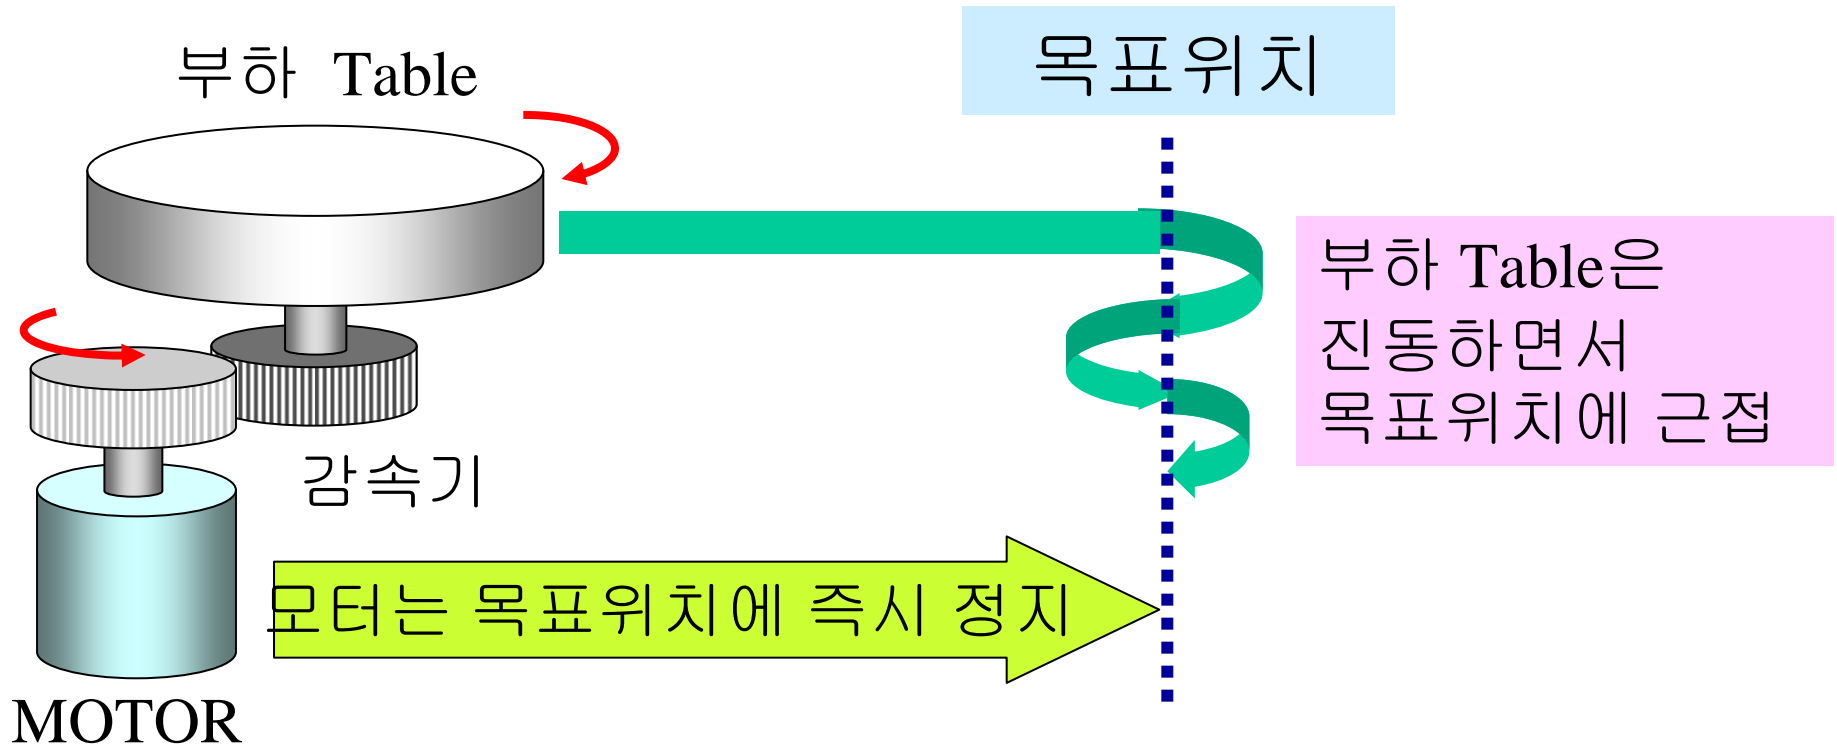 부하 Table
목표위치
부하 Table은
진동하면서
목표위치에 근접
감속기
모터는 목표위치에 즉시 정지
MOTOR